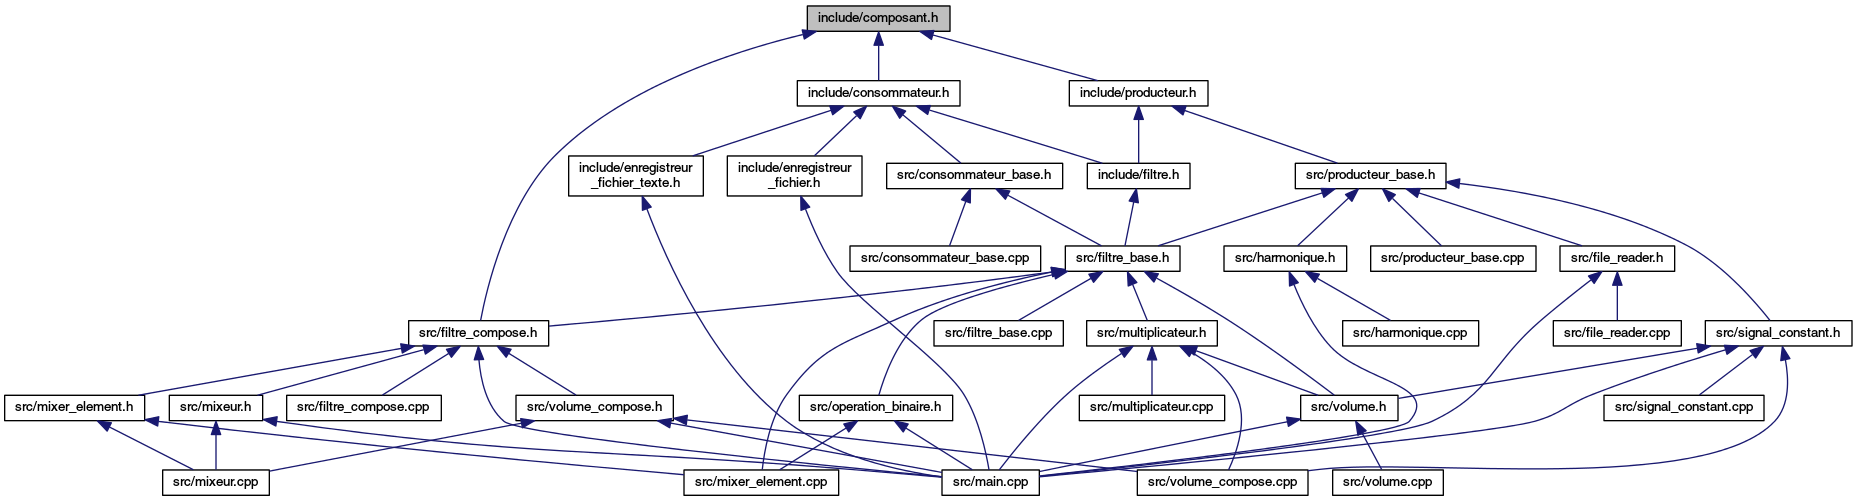 include/composant.h
include/consommateur.h
include/producteur.h
include/enregistreur
_fichier_texte.h
include/enregistreur
_fichier.h
src/consommateur_base.h
include/filtre.h
src/producteur_base.h
src/consommateur_base.cpp
src/filtre_base.h
src/harmonique.h
src/producteur_base.cpp
src/file_reader.h
src/filtre_compose.h
src/filtre_base.cpp
src/multiplicateur.h
src/harmonique.cpp
src/file_reader.cpp
src/signal_constant.h
src/mixer_element.h
src/mixeur.h
src/filtre_compose.cpp
src/volume_compose.h
src/operation_binaire.h
src/multiplicateur.cpp
src/volume.h
src/signal_constant.cpp
src/mixeur.cpp
src/mixer_element.cpp
src/main.cpp
src/volume_compose.cpp
src/volume.cpp